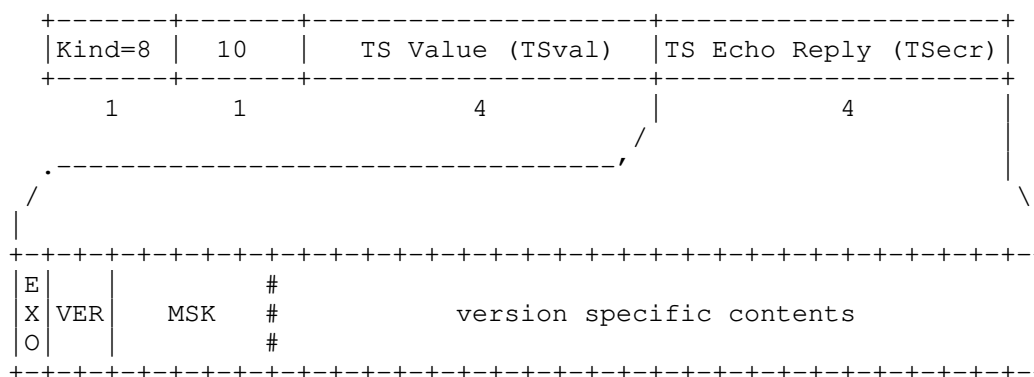 Kind=8 10 TS Value (TSval) TS Echo Reply (TSecr)
1 1 4 4
E
X VER MSK version specific contents
O